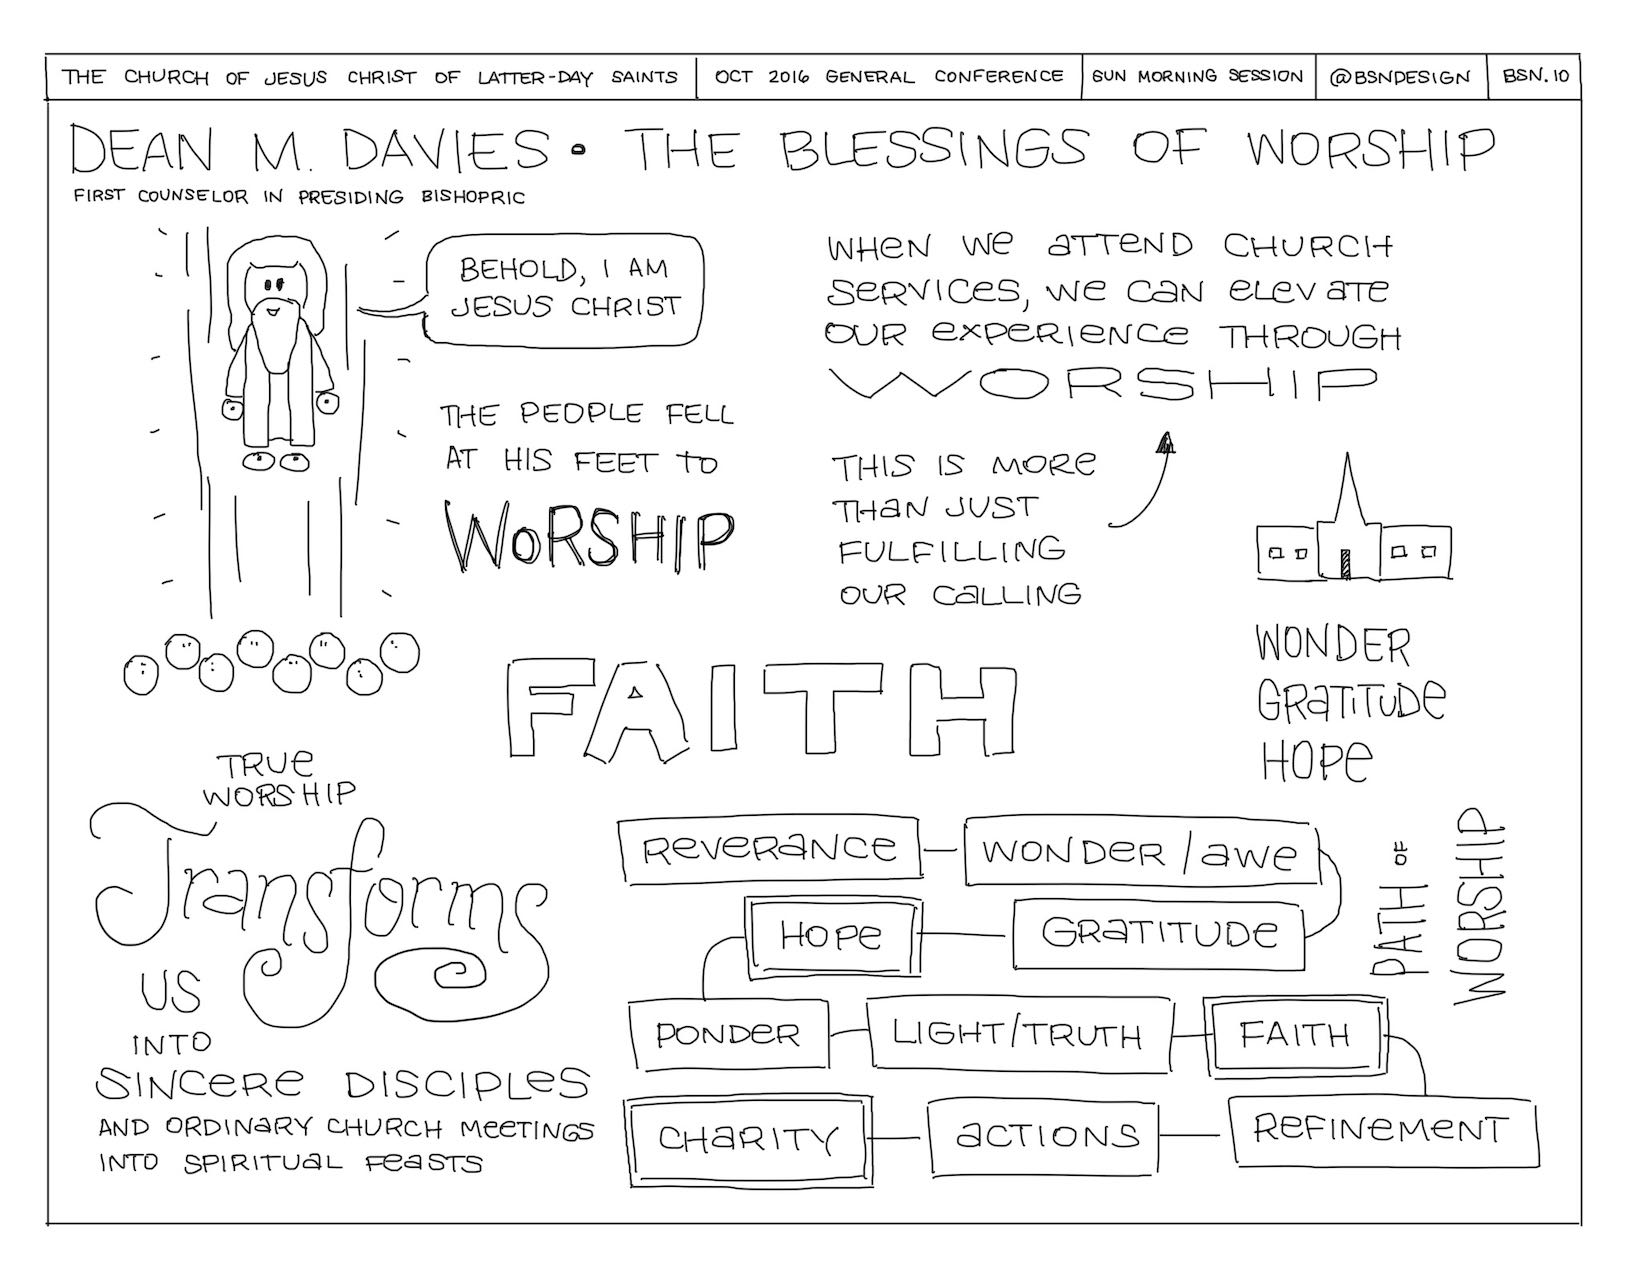 THE CHURCH OF JESUS CHRIST OF LATTER-DAY SAINTS
OCT 2016 GENERAL CONFERENCE
SUN MORNING SESSION
@BSNDESIGN
BSN.IO
DEAN M. DAVIES • THE BLESSINGS OF WORSHIP
FIRST COUNSELOR IN PRESIDING BISHOPRIC
BEHOLD, I AM
JESUS CHRIST
THE PEOPLE FELL
AT HIS FEET TO
WORSHIP
WHEN WE ATTEND CHURCH
SERVICES, WE CAN ELEVATE
OUR EXPERIENCE THROUGH
WORSHIP
THIS IS MORE
THAN JUST
FULFILLING
OUR CALLING
WONDER
GRATITUDE
HOPE
FAITH
TRUE
WORSHIP
Transforms
US
INTO
SINCERE DISCIPLES
AND ORDINARY CHURCH MEETINGS
INTO SPIRITUAL FEASTS
PATH OF
WORSHIP
REVERANCE
WONDER/AWE
GRATITUDE
HOPE
PONDER
LIGHT/TRUTH
FAITH
REFINEMENT
ACTIONS
CHARITY